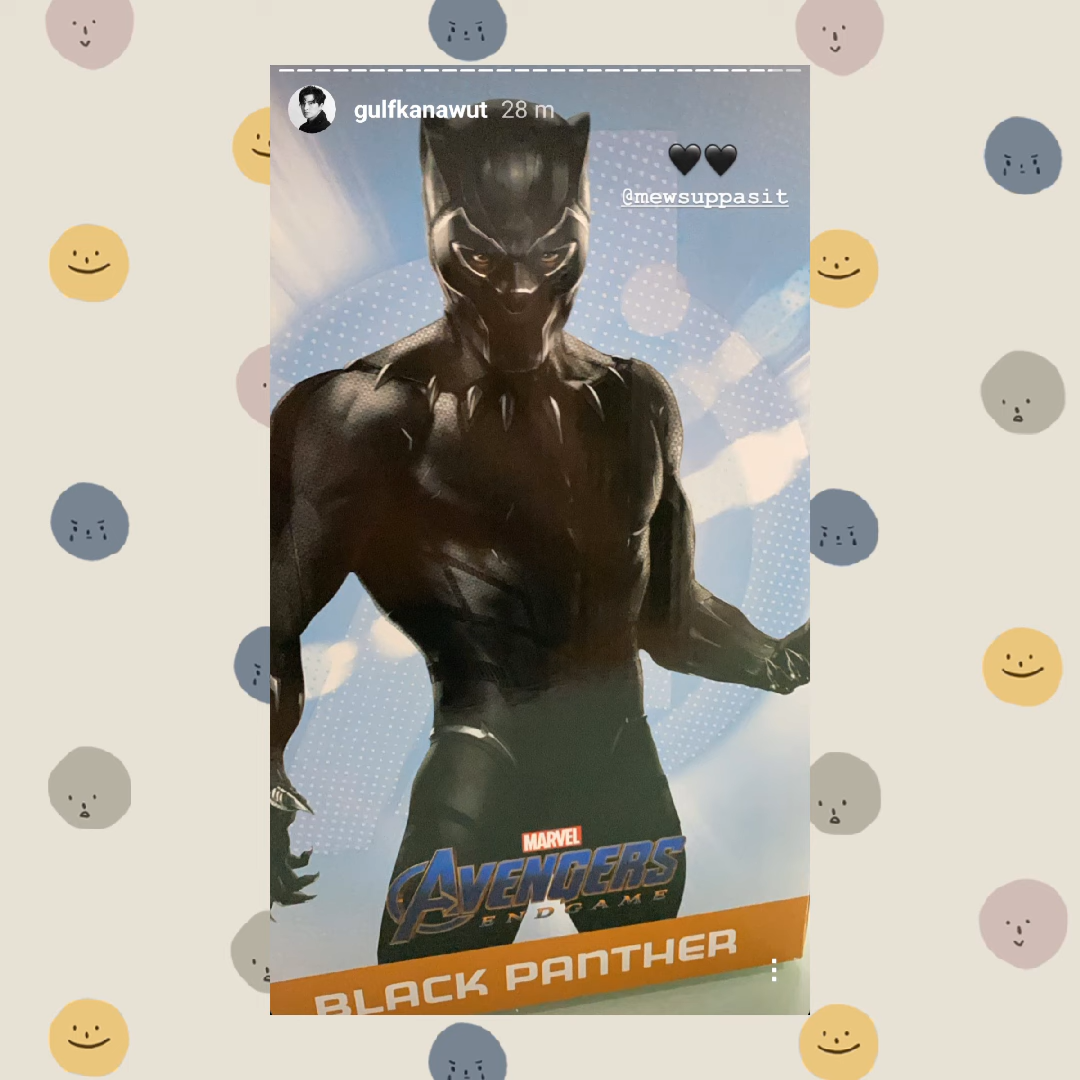 gulfkanawut 28 m
🖤🖤
@mewsuppasit
MARVEL
AVENGERS
ENDGAME
BLACK PANTHER